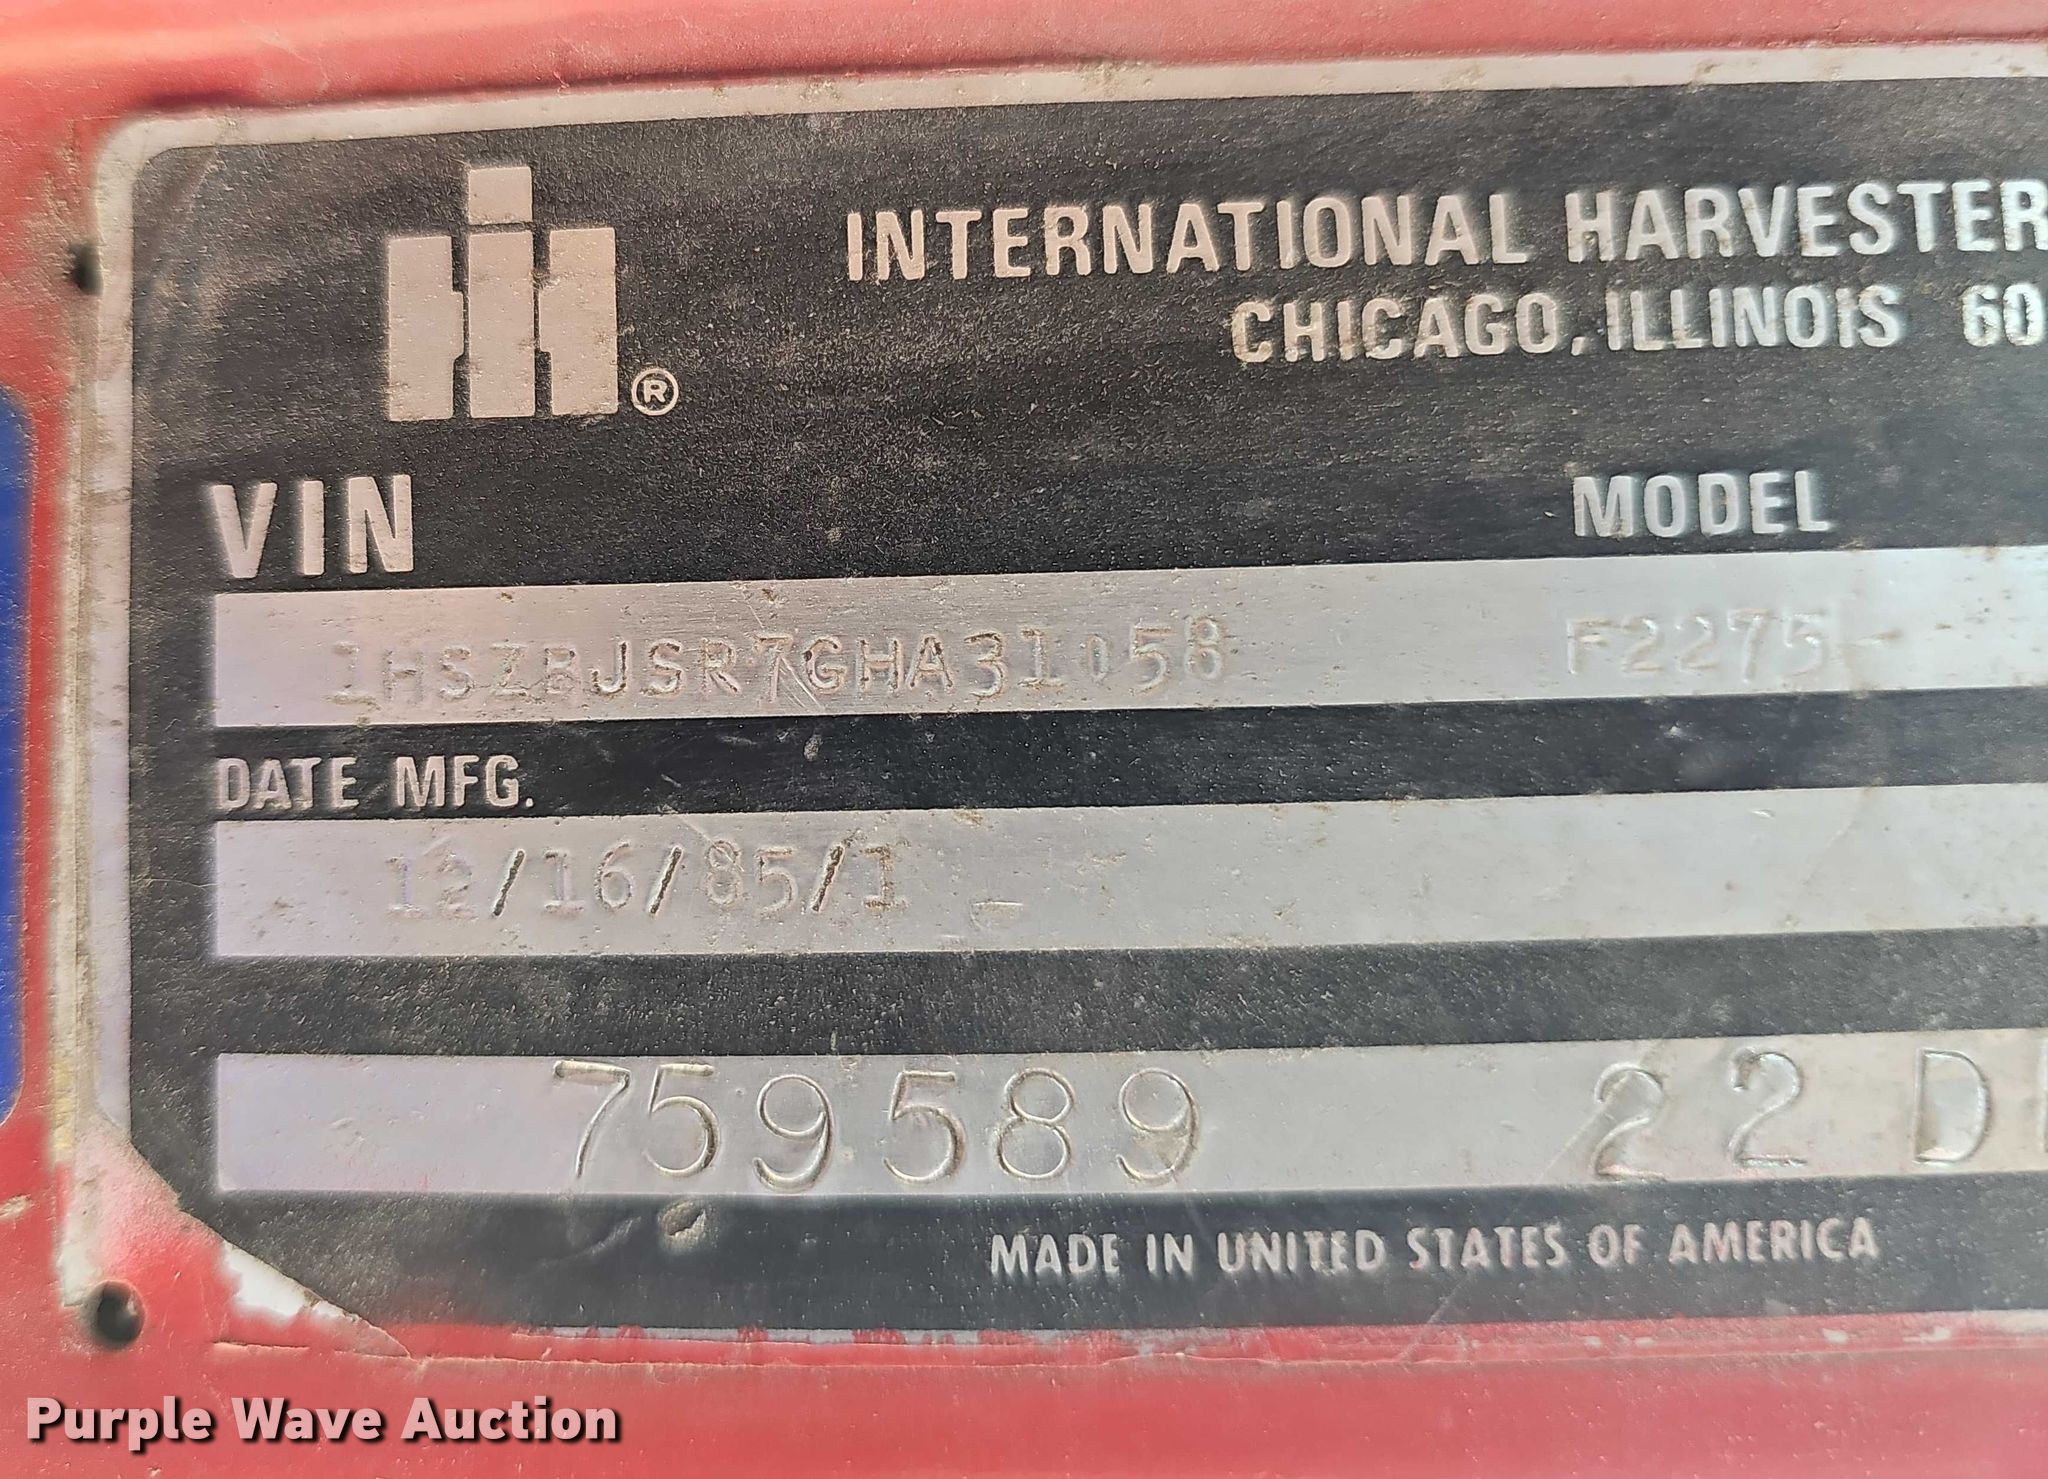 INTERNATIONAL HARVESTER
CHICAGO, ILLINOIS 60
®
VIN MODEL
1HSZBJSR7GHA31058 F2275
DATE MFG.
12/16/85/1
759589 22 D
MADE IN UNITED STATES OF AMERICA
Purple Wave Auction